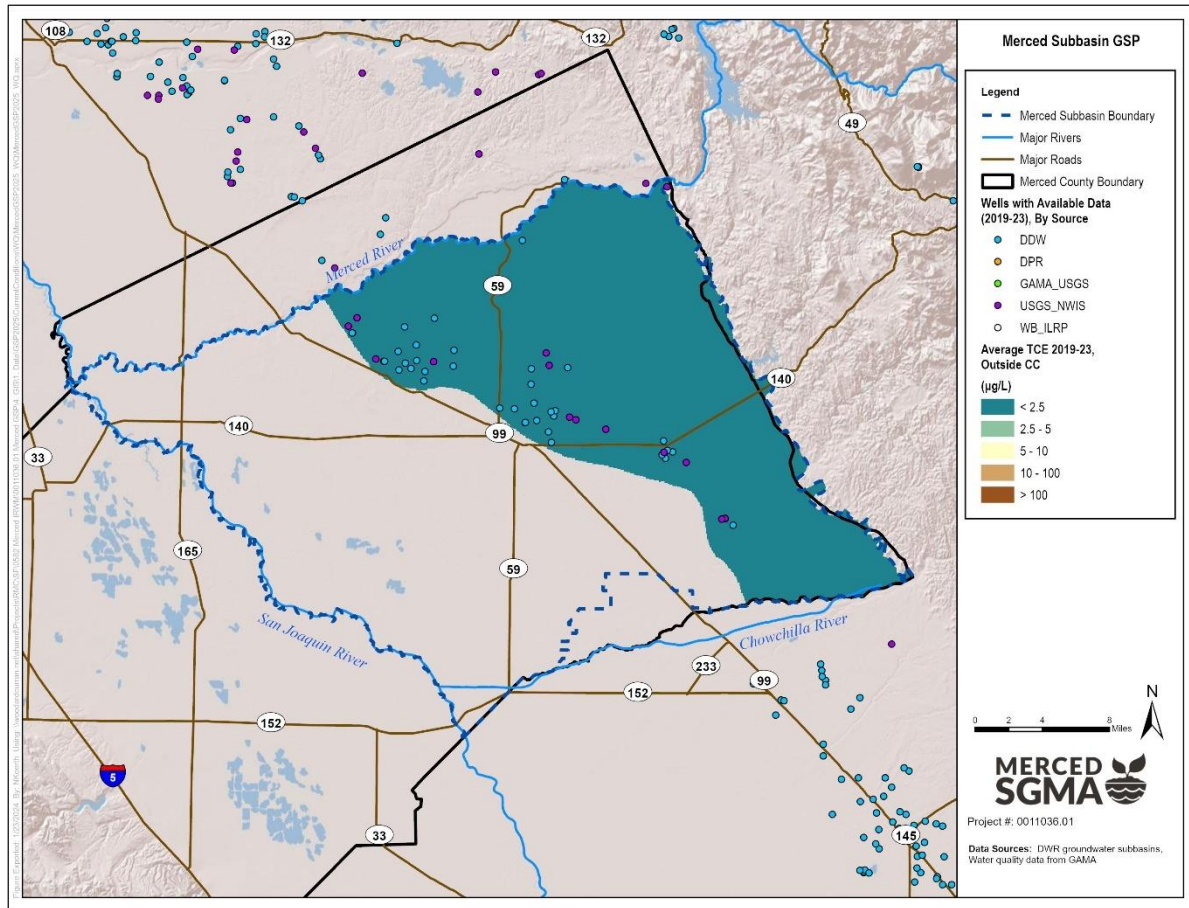 108
132
132
49
Merced River
59
140
140
99
33
165
59
San Joaquin River
Chowchilla River
233
99
152
152
5
33
145
Merced Subbasin GSP
Legend
Merced Subbasin Boundary
Major Rivers
Major Roads
Merced County Boundary
Wells with Available Data
(2019-23), By Source
DDW
DPR
GAMA_USGS
USGS_NWIS
WB_ILRP
Average TCE 2019-23,
Outside CC
(µg/L)
< 2.5
2.5 - 5
5 - 10
10 - 100
> 100
N
0 2 4 8
Miles
MERCED
SGMA
Project #: 0011036.01
Data Sources: DWR groundwater subbasins,
Water quality data from GAMA